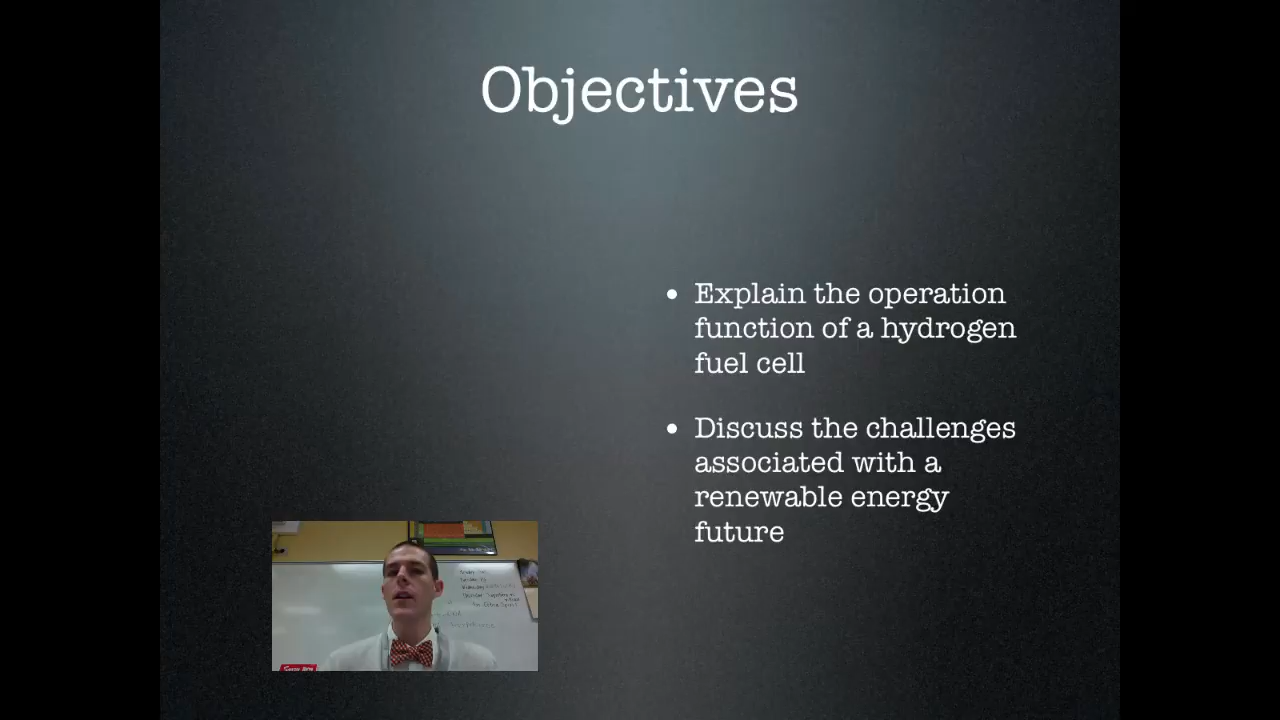 Objectives
• Explain the operation
function of a hydrogen
fuel cell
• Discuss the challenges
associated with a
renewable energy
future